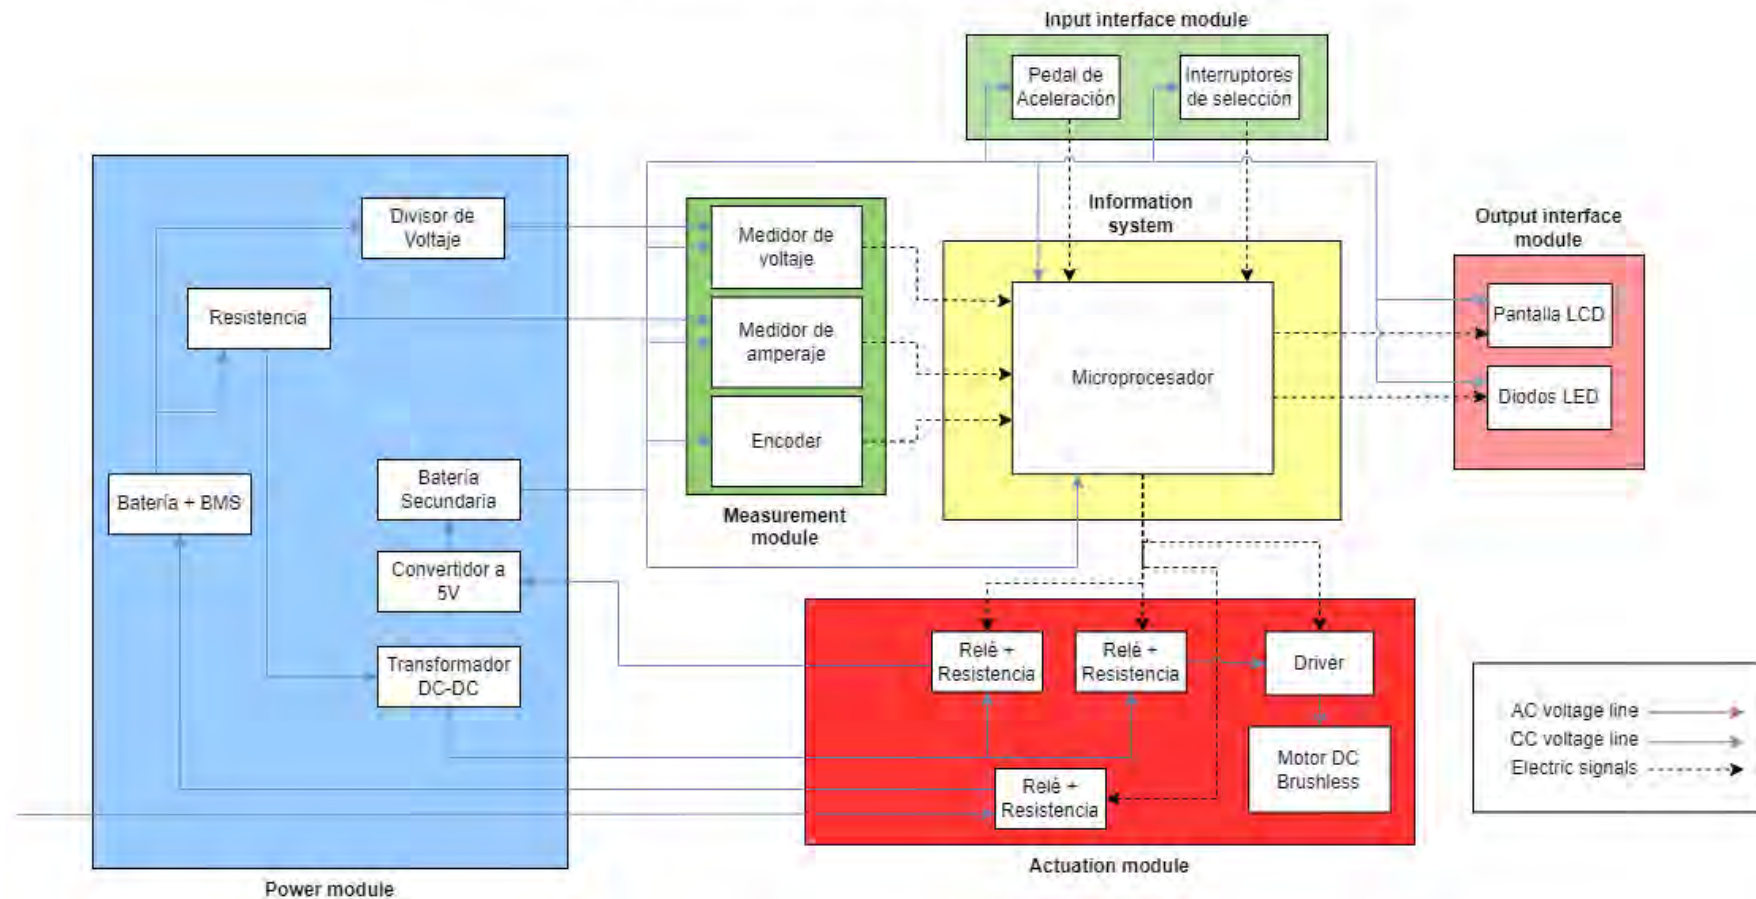 Input interface module
Pedal de
Aceleración
Interruptores
de selección
Divisor de
Voltaje
Resistencia
Batería + BMS
Batería
Secundaria
Convertidor a
5V
Transformador
DC-DC
Power module
Medidor de
voltaje
Medidor de
amperaje
Encoder
Measurement
module
Information
system
Microprocesador
Output interface
module
Pantalla LCD
Diodos LED
Relé +
Resistencia
Relé +
Resistencia
Driver
Motor DC
Brushless
Relé +
Resistencia
Actuation module
AC voltage line
CC voltage line
Electric signals